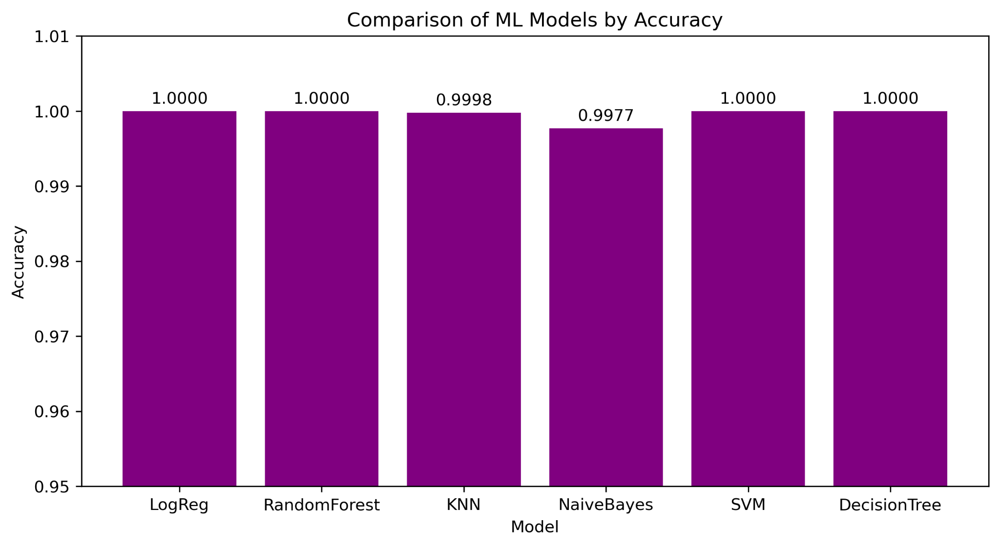 Comparison of ML Models by Accuracy
1.01
1.00
0.99
0.98
0.97
0.96
0.95
Accuracy
1.0000
1.0000
0.9998
0.9977
1.0000
1.0000
LogReg
RandomForest
KNN
NaiveBayes
SVM
DecisionTree
Model